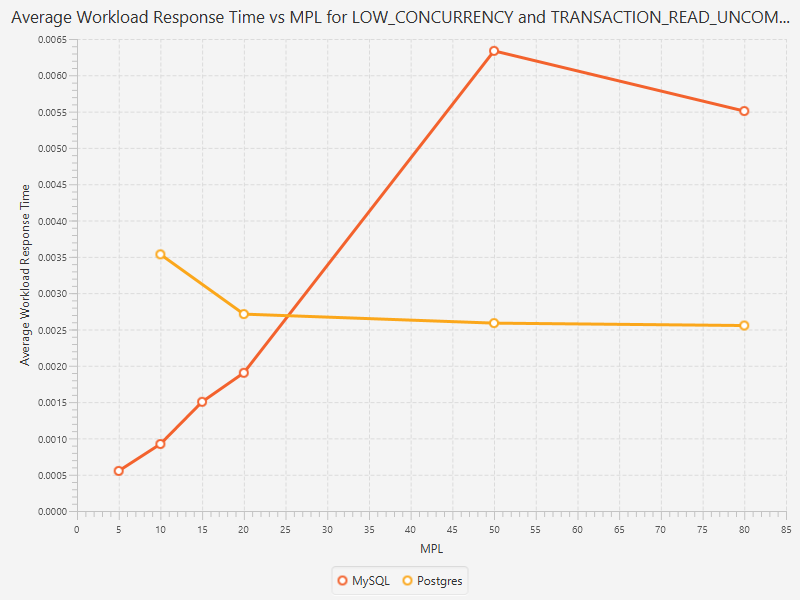 Average Workload Response Time vs MPL for LOW_CONCURRENCY and TRANSACTION_READ_UNCOM...
0.0065
0.0060
0.0055
0.0050
0.0045
0.0040
0.0035
0.0030
0.0025
0.0020
0.0015
0.0010
0.0005
0.0000
Average Workload Response Time
0 5 10 15 20 25 30 35 40 45 50 55 60 65 70 75 80 85
MPL
MySQL Postgres